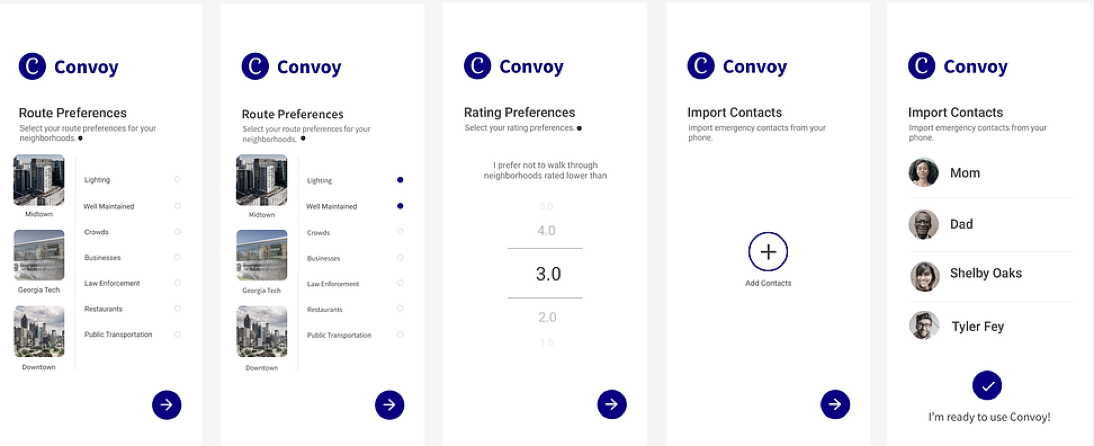 C Convoy
Route Preferences
Select your route preferences for your
neighborhoods.
Lighting
Well Maintained
Midtown
Crowds
Businesses
Georgia Tech
Law Enforcement
Restaurants
Public Transportation
Downtown
C Convoy
Route Preferences
Select your route preferences for your
neighborhoods.
Lighting
Well Maintained
Midtown
Crowds
Businesses
Georgia Tech
Law Enforcement
Restaurants
Public Transportation
Downtown
C Convoy
Rating Preferences
Select your rating preferences.
I prefer not to walk through
neighborhoods rated lower than
5.0
4.0
3.0
2.0
1.0
C Convoy
Import Contacts
Import emergency contacts from your
phone.
Add Contacts
C Convoy
Import Contacts
Import emergency contacts from your
phone.
Mom
Dad
Shelby Oaks
Tyler Fey
I'm ready to use Convoy!